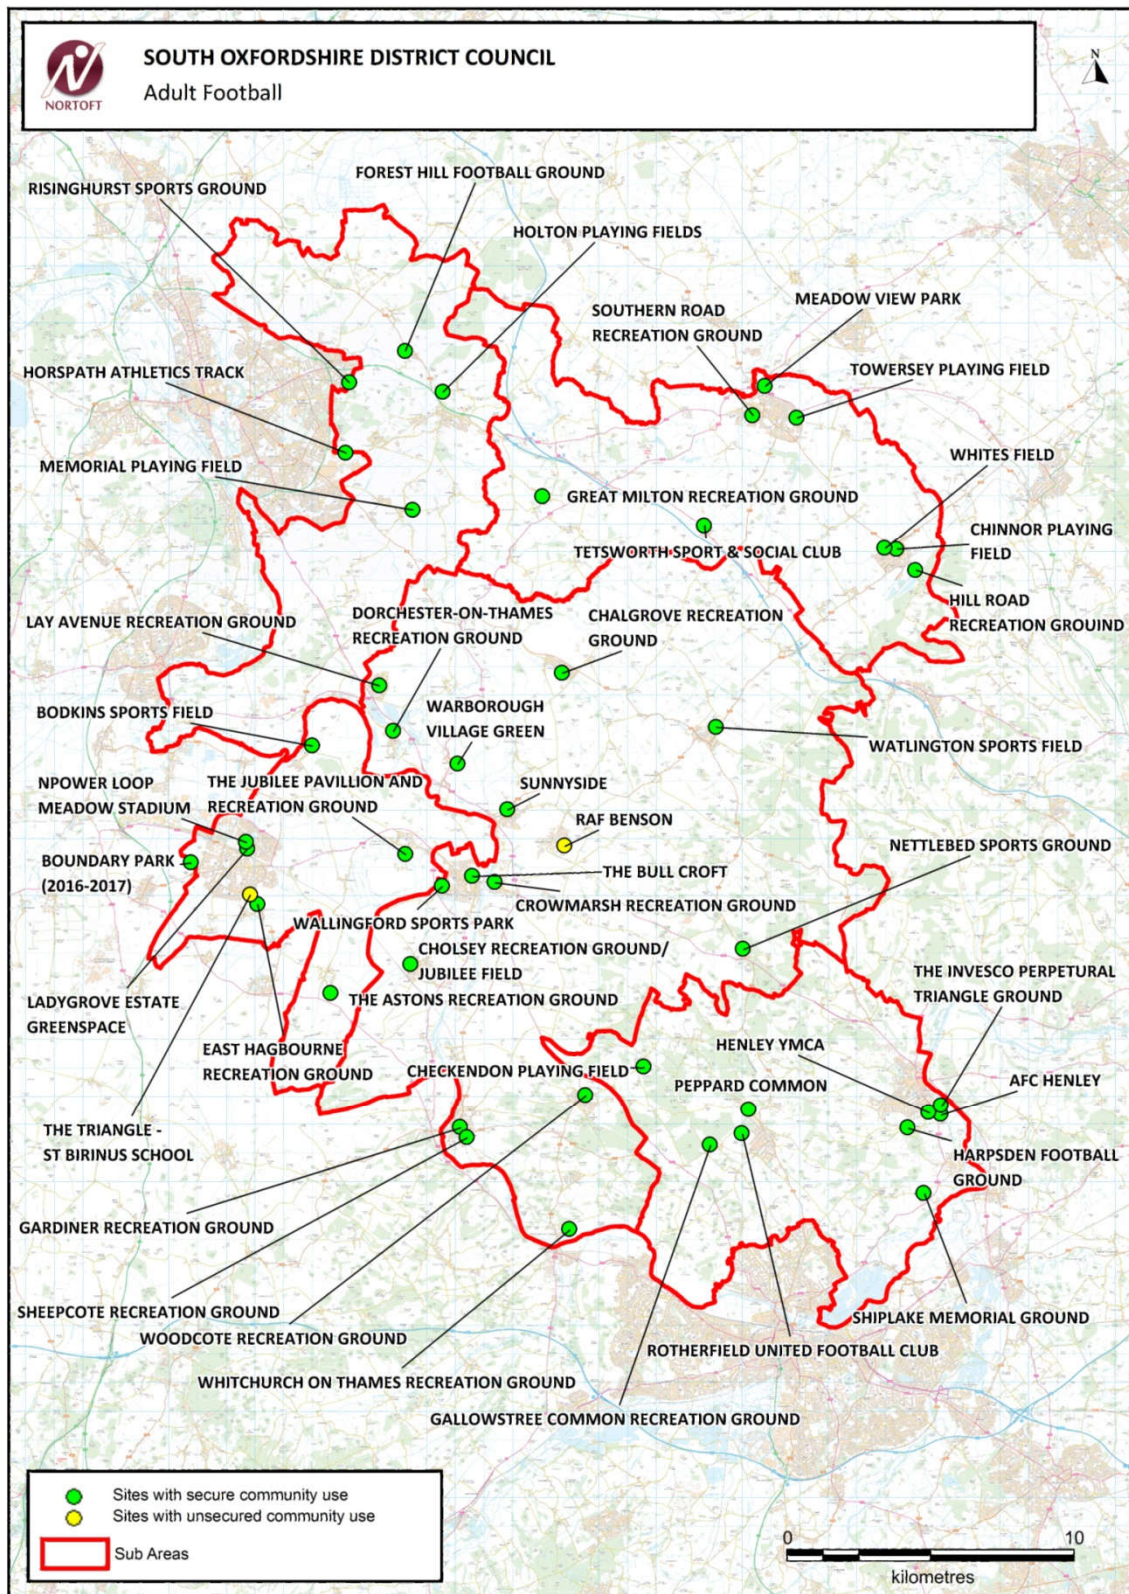 SOUTH OXFORDSHIRE DISTRICT COUNCIL
Adult Football
NORTOFT
N
FOREST HILL FOOTBALL GROUND
RISINGHURST SPORTS GROUND
HOLTON PLAYING FIELDS
MEADOW VIEW PARK
SOUTHERN ROAD
RECREATION GROUND
TOWERSEY PLAYING FIELD
HORSPATH ATHLETICS TRACK
WHITES FIELD
MEMORIAL PLAYING FIELD
GREAT MILTON RECREATION GROUND
CHINNOR PLAYING
FIELD
TETSWORTH SPORT & SOCIAL CLUB
HILL ROAD
RECREATION GROUIND
DORCHESTER-ON-THAMES
RECREATION GROUND
CHALGROVE RECREATION
GROUND
LAY AVENUE RECREATION GROUND
BODKINS SPORTS FIELD
WARBOROUGH
VILLAGE GREEN
WATLINGTON SPORTS FIELD
NPOWER LOOP
MEADOW STADIUM
THE JUBILEE PAVILLION AND
RECREATION GROUND
SUNNYSIDE
RAF BENSON
NETTLEBED SPORTS GROUND
BOUNDARY PARK
(2016-2017)
THE BULL CROFT
CROWMARSH RECREATION GROUND
WALLINGFORD SPORTS PARK
CHOLSEY RECREATION GROUND/
JUBILEE FIELD
THE INVESCO PERPETURAL
TRIANGLE GROUND
LADYGROVE ESTATE
GREENSPACE
THE ASTONS RECREATION GROUND
EAST HAGBOURNE
RECREATION GROUND
HENLEY YMCA
CHECKENDON PLAYING FIELD
PEPPARD COMMON
AFC HENLEY
THE TRIANGLE -
ST BIRINUS SCHOOL
HARPSDEN FOOTBALL
GROUND
GARDINER RECREATION GROUND
SHEEPCOTE RECREATION GROUND
SHIPLAKE MEMORIAL GROUND
WOODCOTE RECREATION GROUND
ROTHERFIELD UNITED FOOTBALL CLUB
WHITCHURCH ON THAMES RECREATION GROUND
GALLOWSTREE COMMON RECREATION GROUND
Sites with secure community use
Sites with unsecured community use
Sub Areas
0 10
kilometres